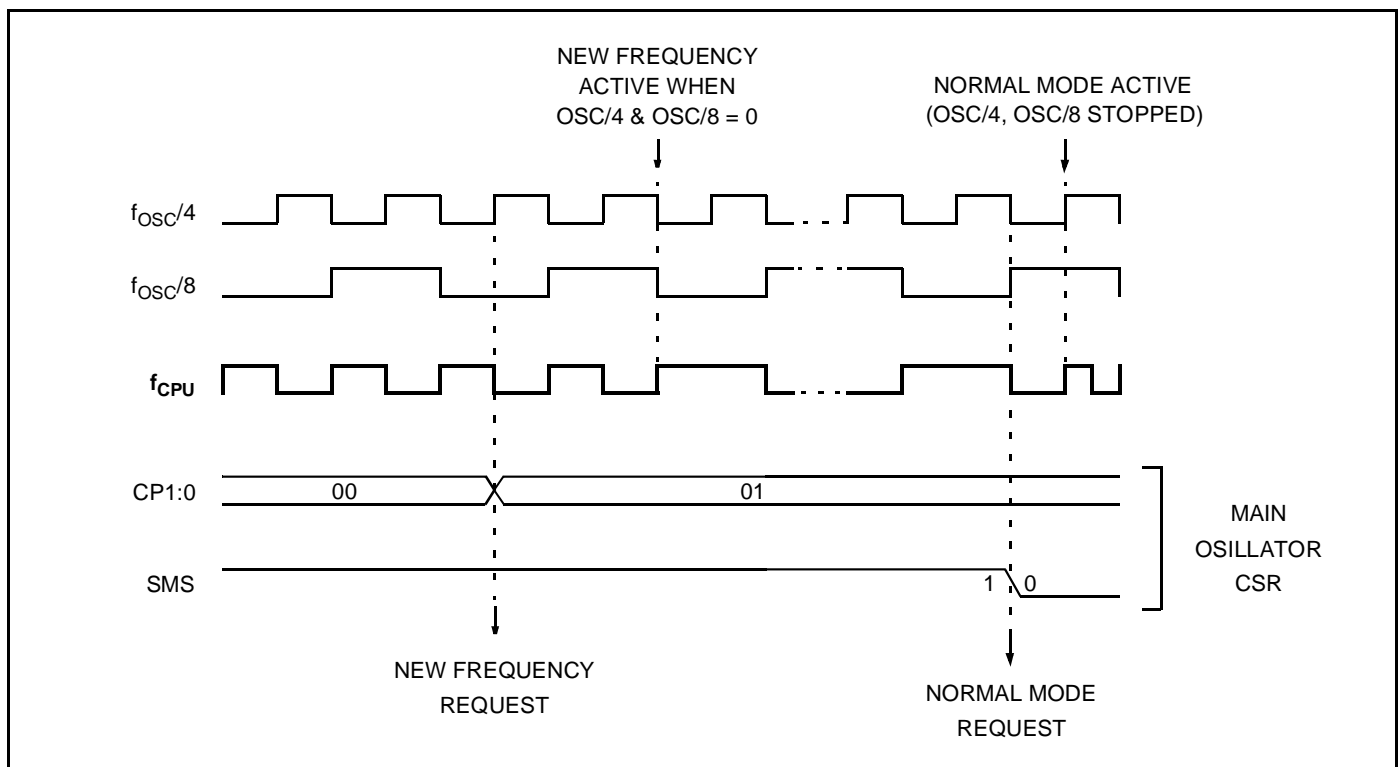 NEW FREQUENCY
ACTIVE WHEN
OSC/4 & OSC/8 = 0
NORMAL MODE ACTIVE
(OSC/4, OSC/8 STOPPED)
fOSC/4
fOSC/8
fCPU
CP1:0
00
01
SMS
1
0
MAIN
OSILLATOR
CSR
NEW FREQUENCY
REQUEST
NORMAL MODE
REQUEST